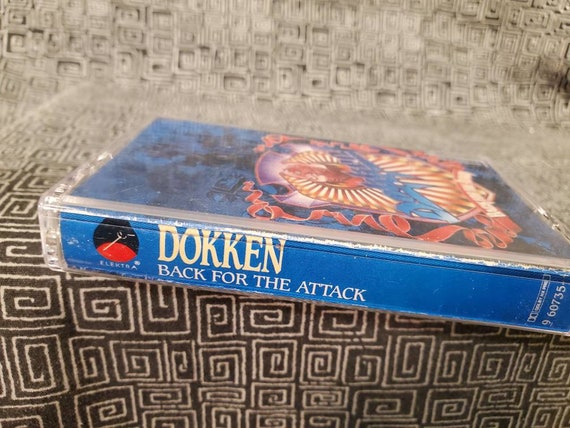 ELEKTRA
DOKKEN
BACK FOR THE ATTACK
9 60735-